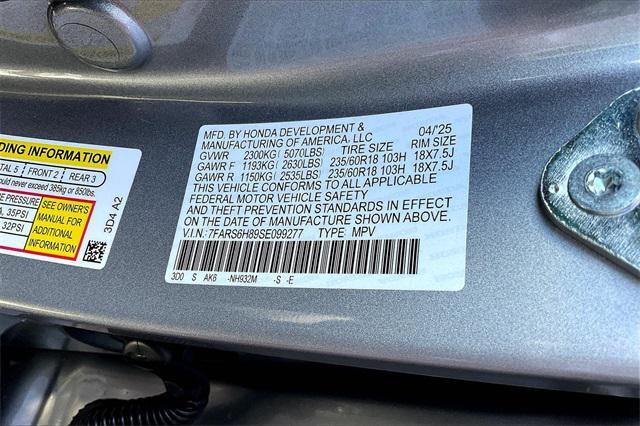 DING INFORMATION
TAL 5 | FRONT 2 | REAR 3
uld never exceed 385kg or 850lbs.
E PRESSURE
, 35PSI
32PSI
SEE OWNER'S
MANUAL FOR
ADDITIONAL
INFORMATION
3D4 A2
MFD. BY HONDA DEVELOPMENT &
MANUFACTURING OF AMERICA, LLC 04/'25
GVWR 2300KG( 5070LBS) TIRE SIZE RIM SIZE
GAWR F 1193KG( 2630LBS) 235/60R18 103H 18X7.5J
GAWR R 1150KG( 2535LBS) 235/60R18 103H 18X7.5J
THIS VEHICLE CONFORMS TO ALL APPLICABLE
FEDERAL MOTOR VEHICLE SAFETY
AND THEFT PREVENTION STANDARDS IN EFFECT
ON THE DATE OF MANUFACTURE SHOWN ABOVE.
V.I.N.: 7FARS6H89SE099277 TYPE: MPV
3D0 S AK6 -NH932M -S -E